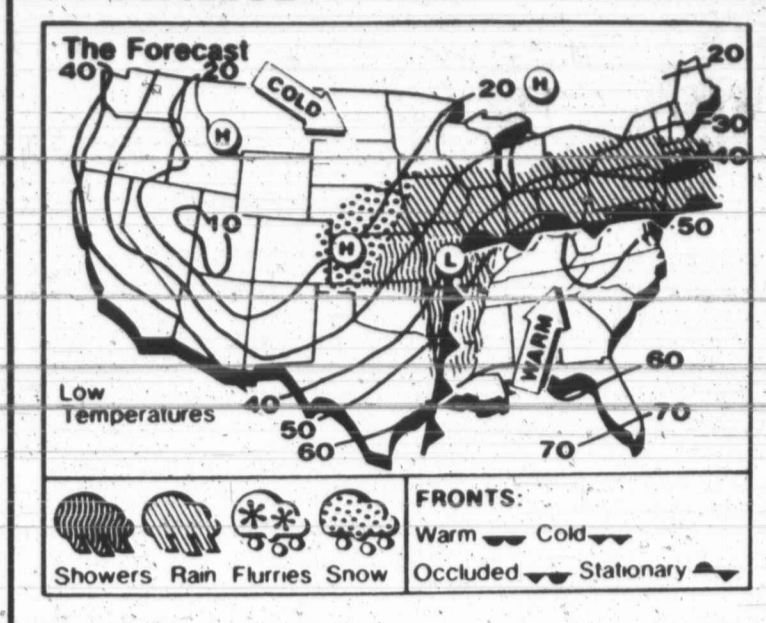 The Forecast
40 20
COLD
20 H
20
30
40
H
10
50
H
L
WARM
60
70
70
Low
Temperatures
40
50
60
FRONTS:
Warm Cold
Occluded Stationary
Showers Rain Flurries Snow